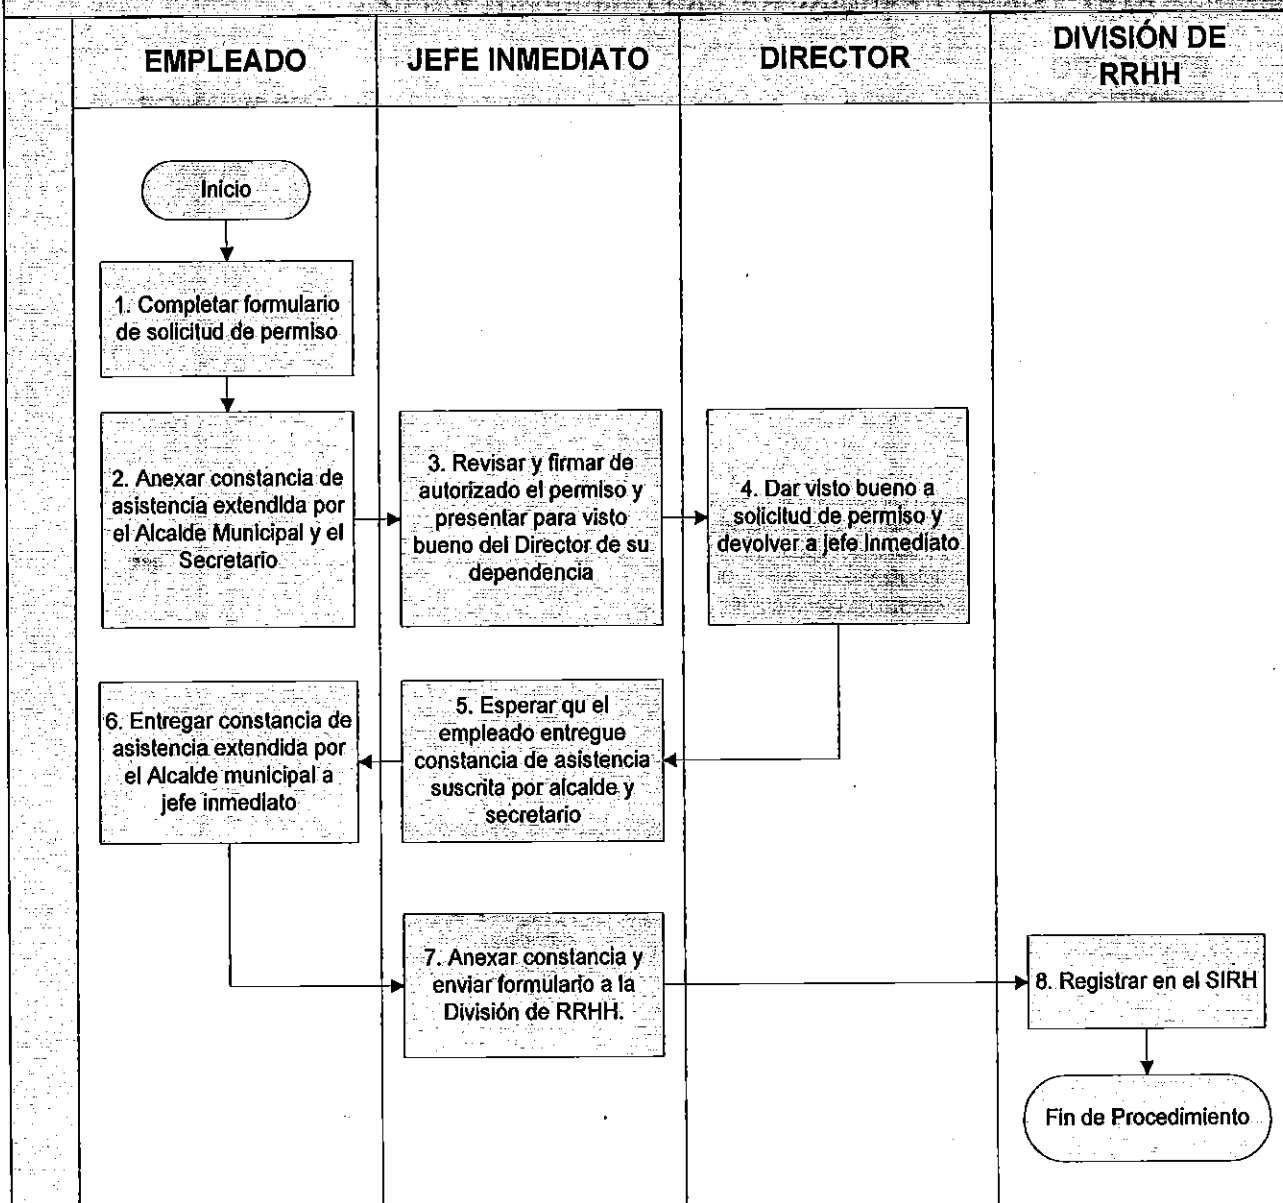 EMPLEADO
JEFE INMEDIATO
DIRECTOR
DIVISIÓN DE
RRHH
Início
1. Completar formulario
de solicitud de permiso
2. Anexar constancia de
asistencia extendida por
el Alcalde Municipal y el
Secretario
3. Revisar y firmar de
autorizado el permiso y
presentar para visto
bueno del Director de su
dependencia
4. Dar visto bueno a
solicitud de permiso y
devolver a jefe Inmediato
6. Entregar constancia de
asistencia extendida por
el Alcalde municipal a
jefe inmediato
5. Esperar qu el
empleado entregue
constancia de asistencia
suscrita por alcalde y
secretario
7. Anexar constancia y
enviar formulario a la
División de RRHH.
8. Registrar en el SIRH
Fin de Procedimiento